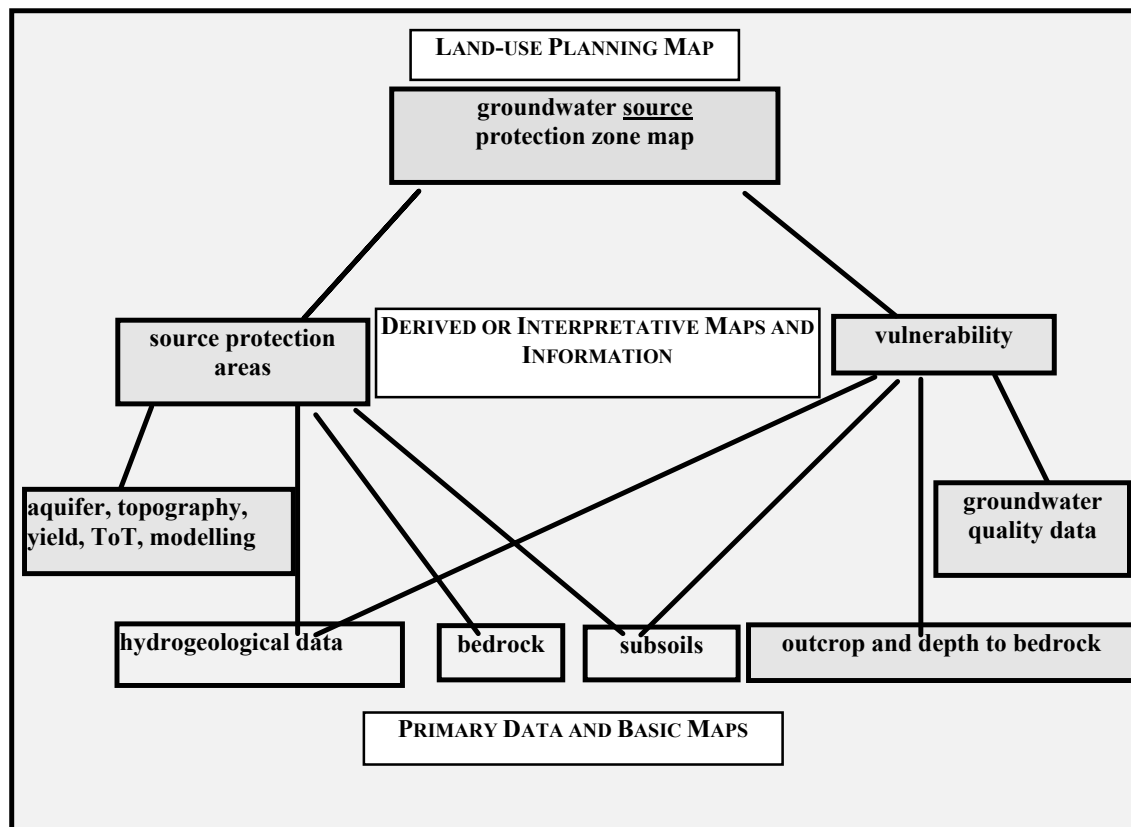 LAND-USE PLANNING MAP
groundwater source
protection zone map
source protection
areas
DERIVED OR INTERPRETATIVE MAPS AND
INFORMATION
vulnerability
aquifer, topography,
yield, ToT, modelling
groundwater
quality data
hydrogeological data
bedrock
subsoils
outcrop and depth to bedrock
PRIMARY DATA AND BASIC MAPS